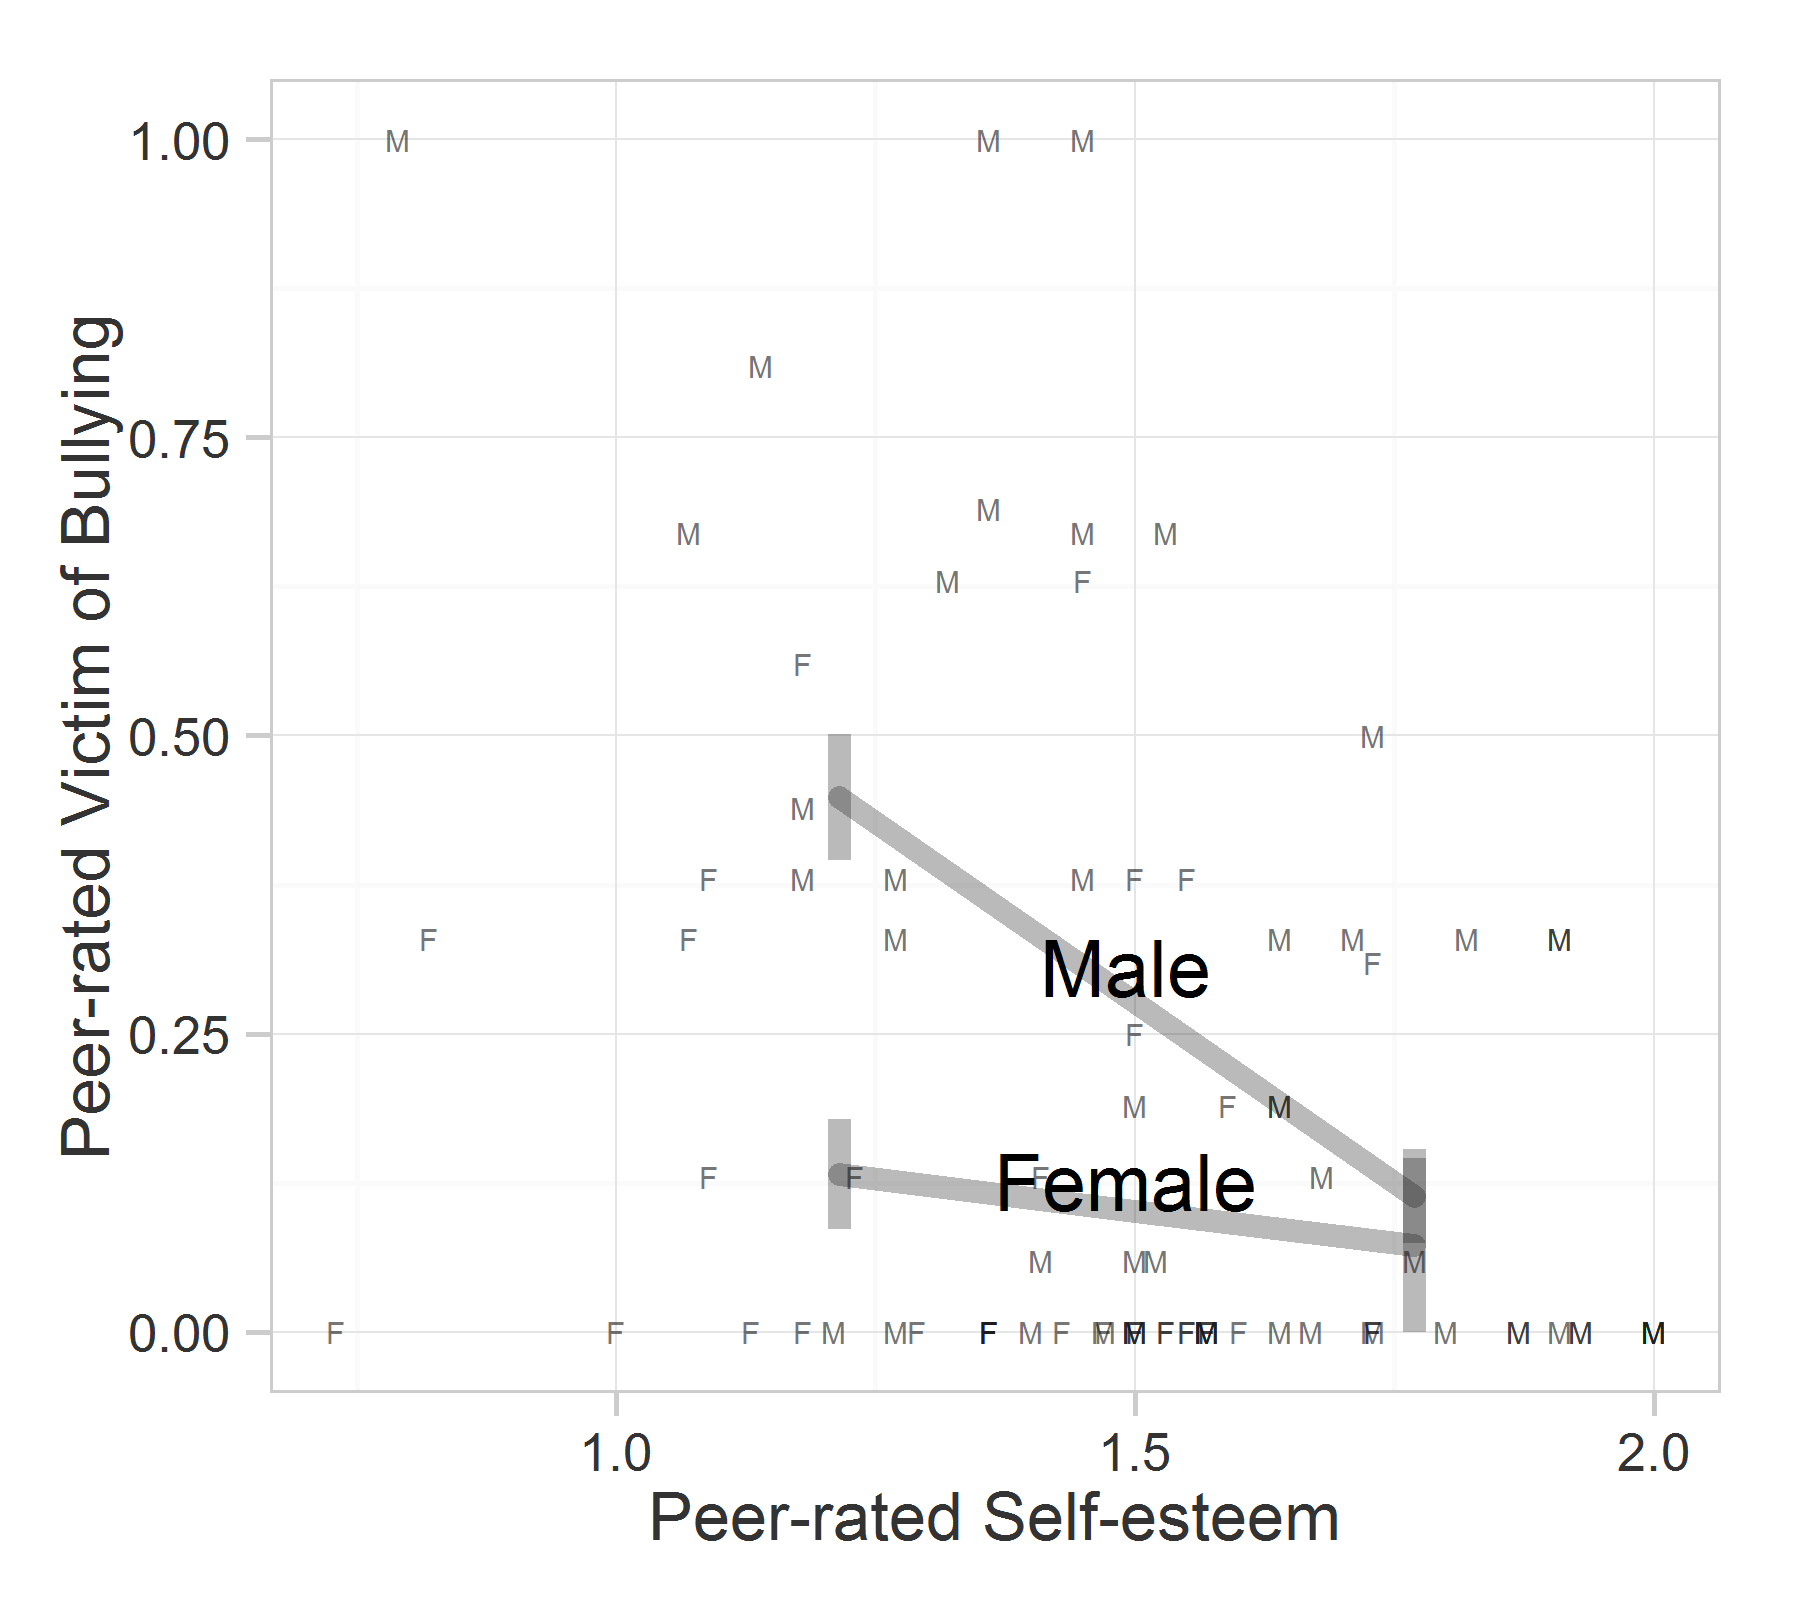 Peer-rated Victim of Bullying
1.00
0.75
0.50
0.25
0.00
M M M
M
M
M M M
M F
F
M
M
F M M M F F
F F M M M M M
F
Male
F
M F M
Female
F F F M
M M M M
F F F F M M F F M F M M F M F F M F M M F M M M M M
1.0 1.5 2.0
Peer-rated Self-esteem